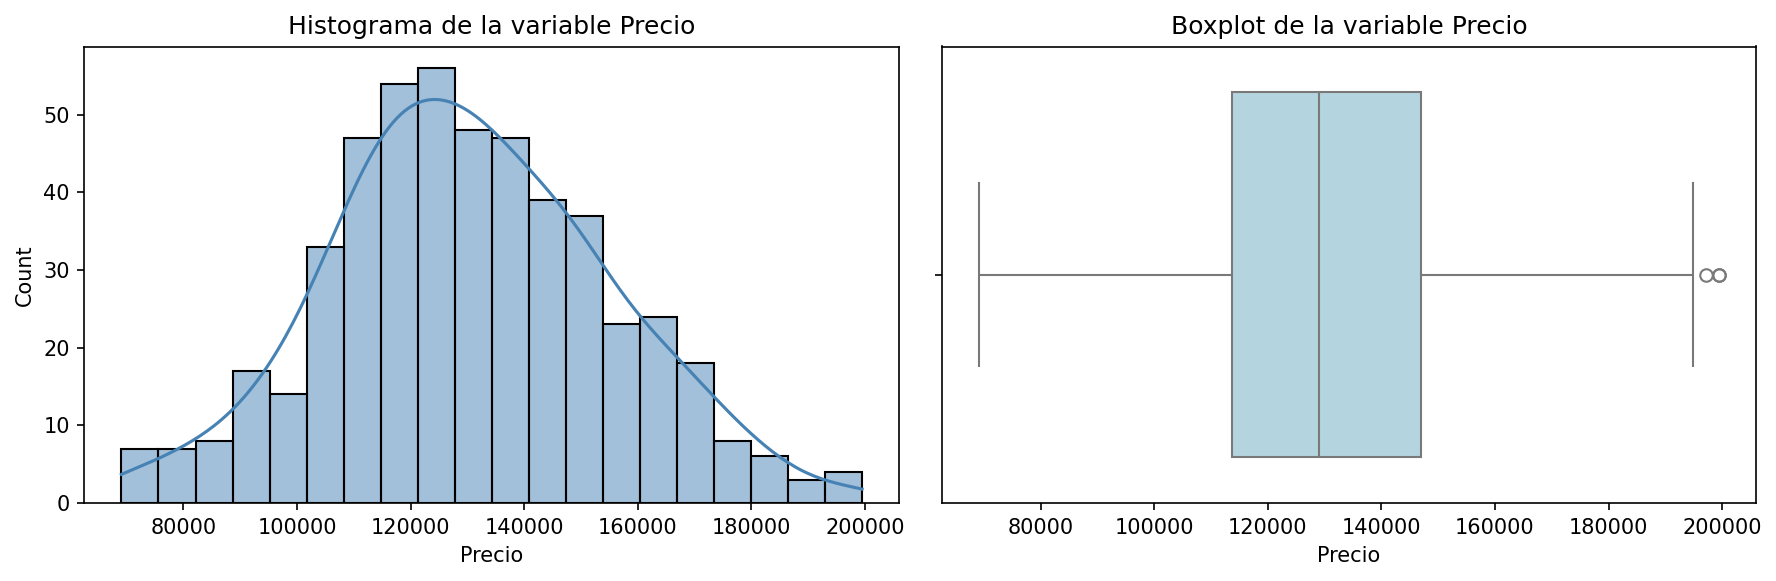 Histograma de la variable Precio
50
40
30
20
10
0
Count
80000 100000 120000 140000 160000 180000 200000
Precio
Boxplot de la variable Precio
80000 100000 120000 140000 160000 180000 200000
Precio